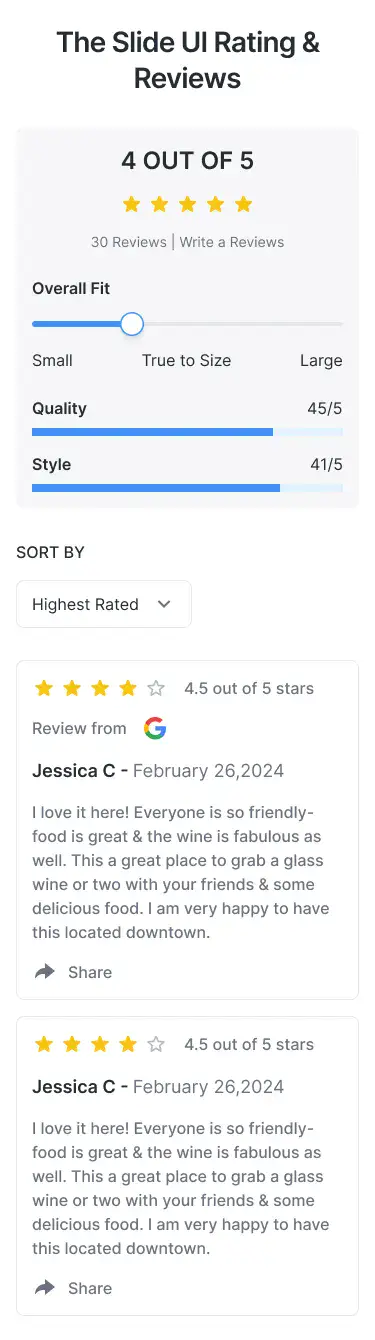 The Slide UI Rating &
Reviews
4 OUT OF 5
30 Reviews | Write a Reviews
Overall Fit
Small True to Size Large
Quality 45/5
Style 41/5
SORT BY
Highest Rated
4.5 out of 5 stars
Review from
Jessica C - February 26,2024
I love it here! Everyone is so friendly-
food is great & the wine is fabulous as
well. This a great place to grab a glass
wine or two with your friends & some
delicious food. I am very happy to have
this located downtown.
Share
4.5 out of 5 stars
Jessica C - February 26,2024
I love it here! Everyone is so friendly-
food is great & the wine is fabulous as
well. This a great place to grab a glass
wine or two with your friends & some
delicious food. I am very happy to have
this located downtown.
Share